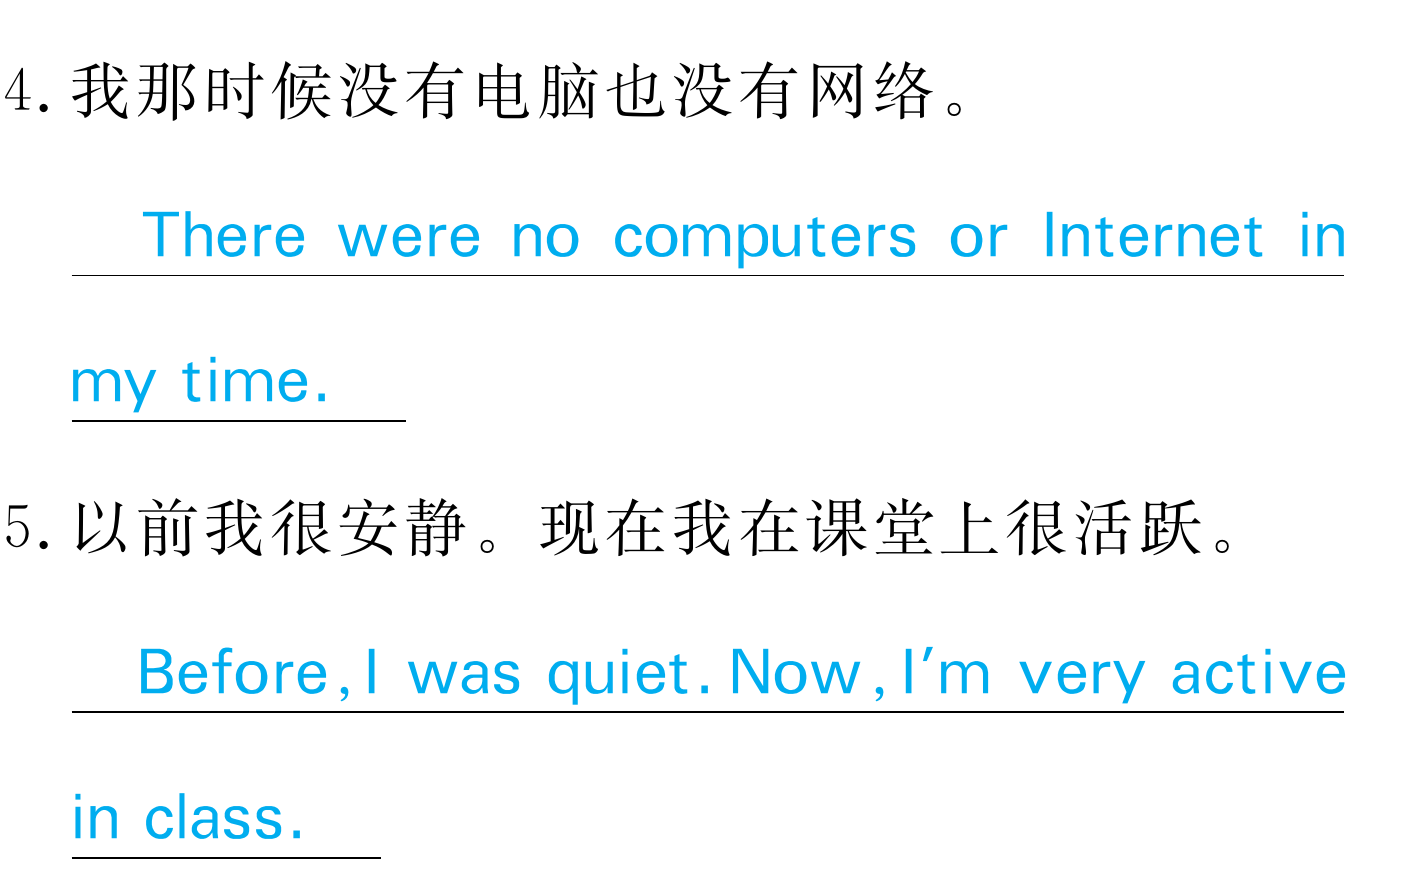 4. 我那时候没有电脑也没有网络。
There were no computers or Internet in
my time.
5. 以前我很安静。现在我在课堂上很活跃。
Before, I was quiet. Now, I'm very active
in class.